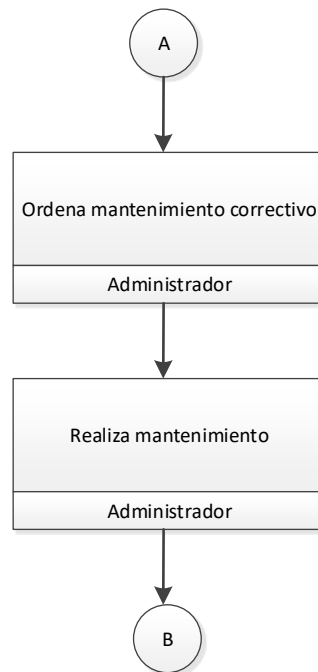 A
Ordena mantenimiento correctivo
Administrador
Realiza mantenimiento
Administrador
B